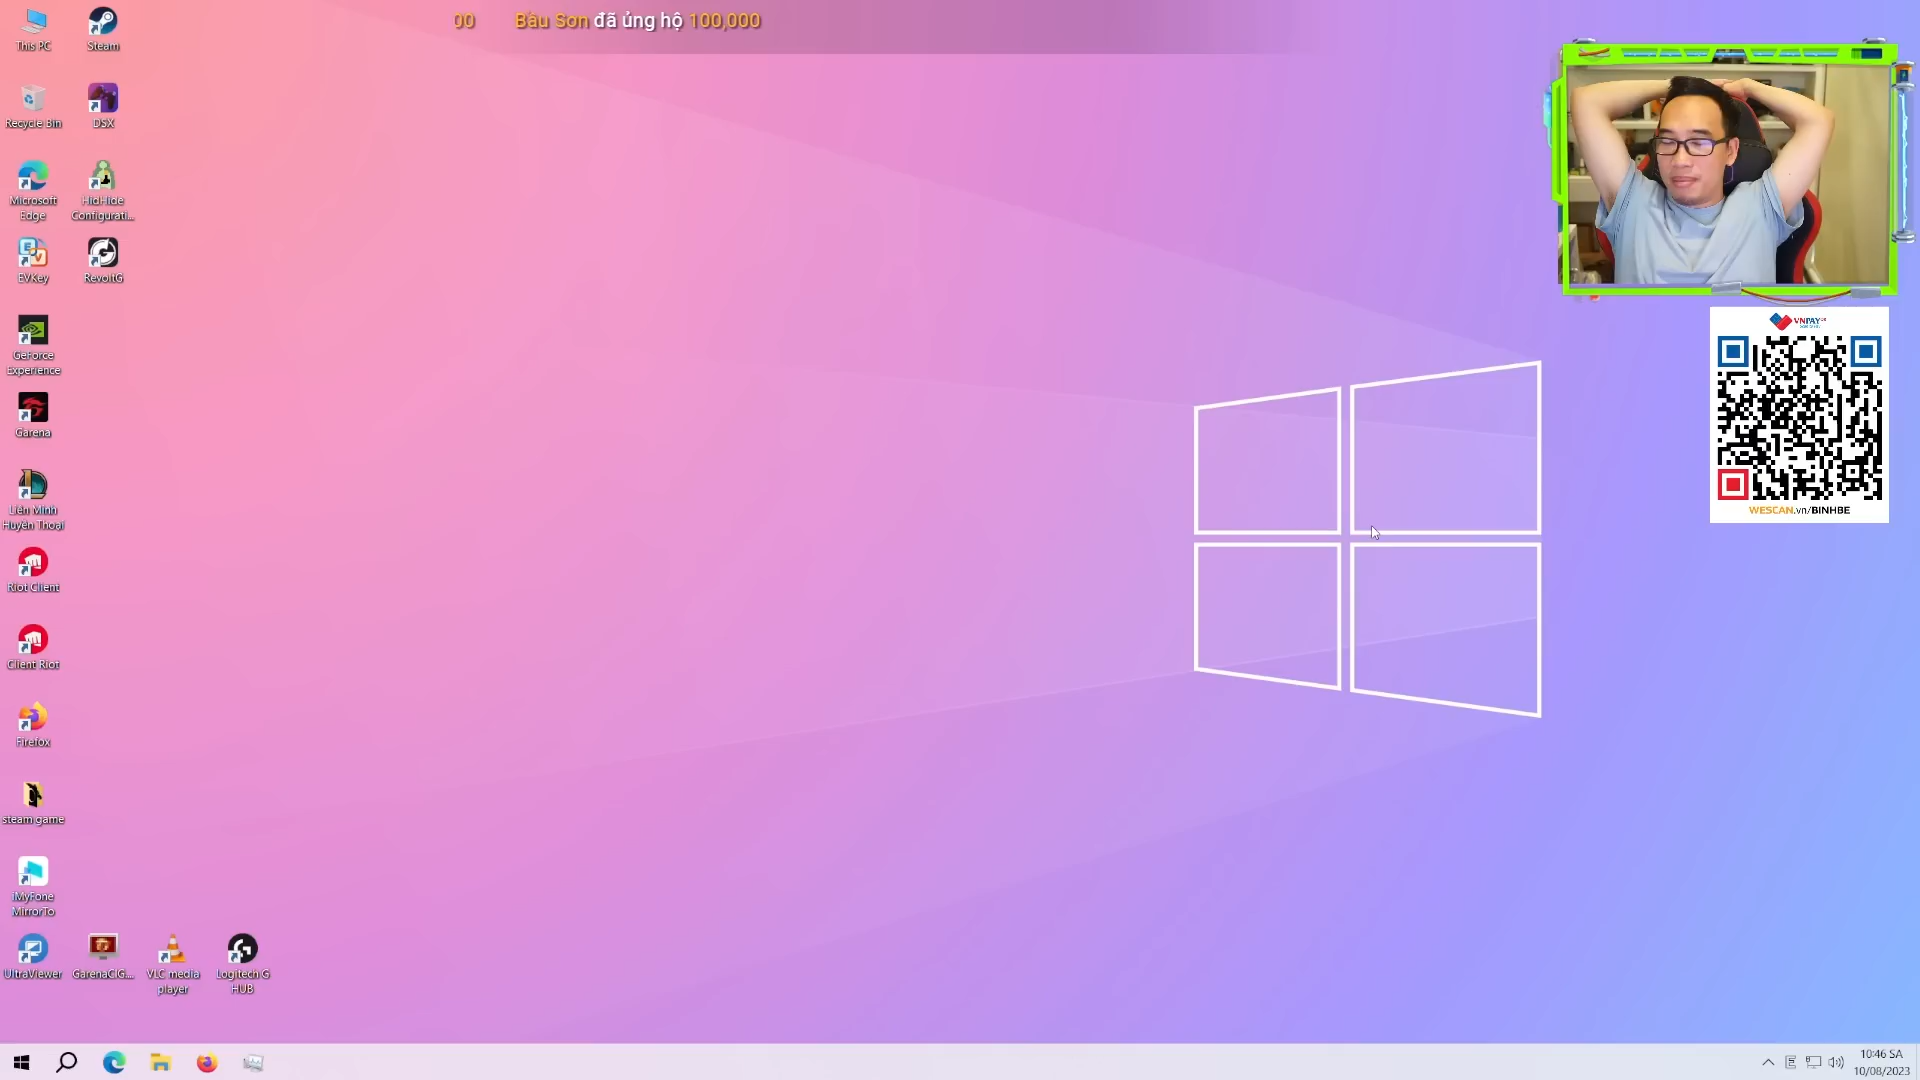 00 Bầu Sơn đã ủng hộ 100,000
This PC
Steam
Recycle Bin
DSX
Microsoft Edge
HidHide Configurati...
EVKey
RevoltG
GeForce Experience
Garena
Liên Minh Huyền Thoại
Riot Client
Client Riot
Firefox
steam game
iMyFone MirrorTo
UltraViewer
GarenaCIG...
VLC media player
Logitech G HUB
VNPAY
WESCAN.vn/BINHBE
E
10:46 SA
10/08/2023